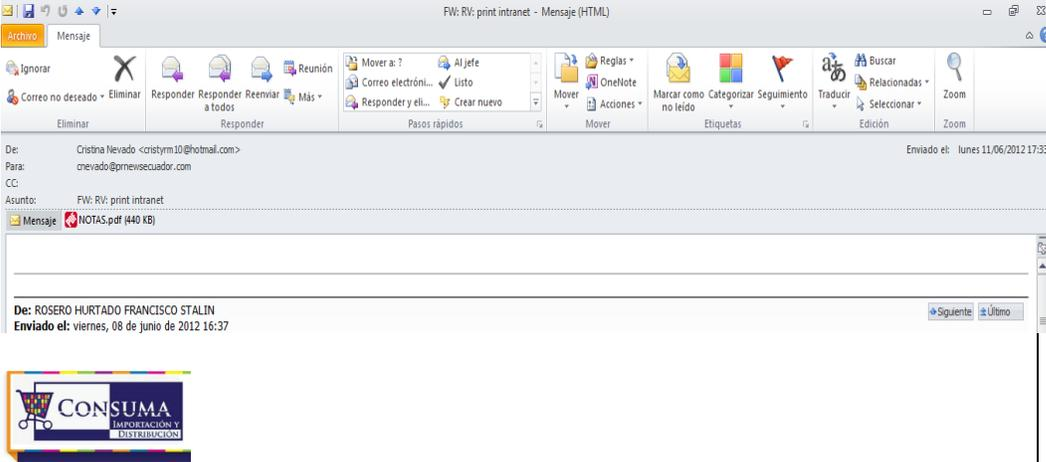 FW: RV: print intranet - Mensaje (HTML)
Archivo Mensaje
Ignorar
Correo no deseado
Eliminar
Responder
Responder a todos
Reenviar
Reunión
Más
Mover a: ?
Al jefe
Correo electróni...
Listo
Responder y eli...
Crear nuevo
Mover
Reglas
OneNote
Acciones
Marcar como no leído
Categorizar
Seguimiento
Traducir
Buscar
Relacionadas
Seleccionar
Zoom
Eliminar Responder Pasos rápidos Mover Etiquetas Edición Zoom
De: Cristina Nevado <cristyrm10@hotmail.com> Enviado el: lunes 11/06/2012 17:33
Para: cnevado@prnewsecuador.com
CC:
Asunto: FW: RV: print intranet
Mensaje NOTAS.pdf (440 KB)
De: ROSERO HURTADO FRANCISCO STALIN
Siguiente Último
Enviado el: viernes, 08 de junio de 2012 16:37
CONSUMA
IMPORTACIÓN Y
DISTRIBUCIÓN